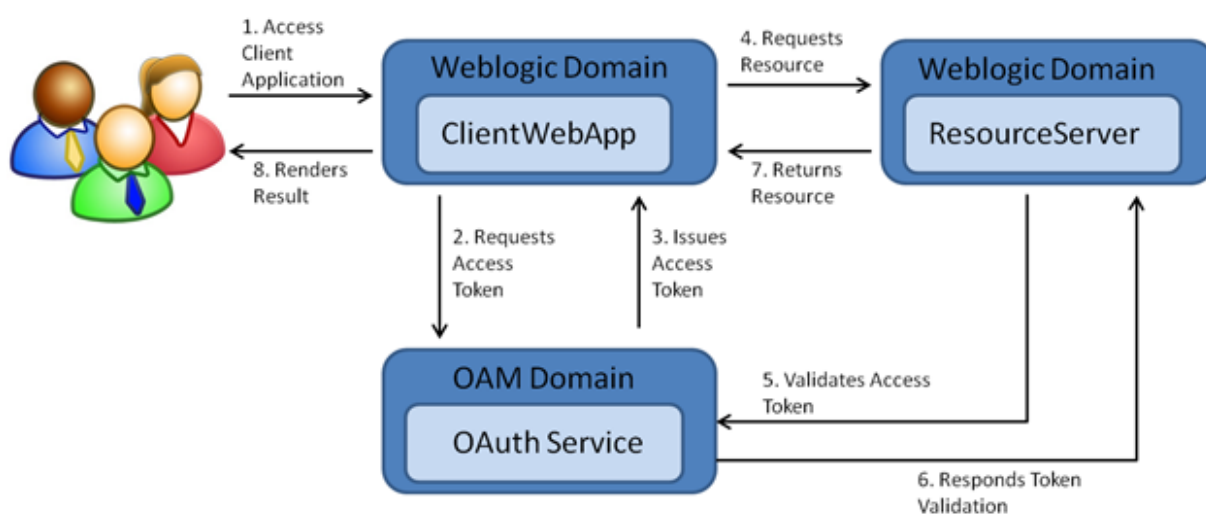 1. Access
Client
Application
Weblogic Domain
ClientWebApp
4. Requests
Resource
Weblogic Domain
ResourceServer
8. Renders
Result
7. Returns
Resource
2. Requests
Access
Token
3. Issues
Access
Token
OAM Domain
OAuth Service
5. Validates Access
Token
6. Responds Token
Validation